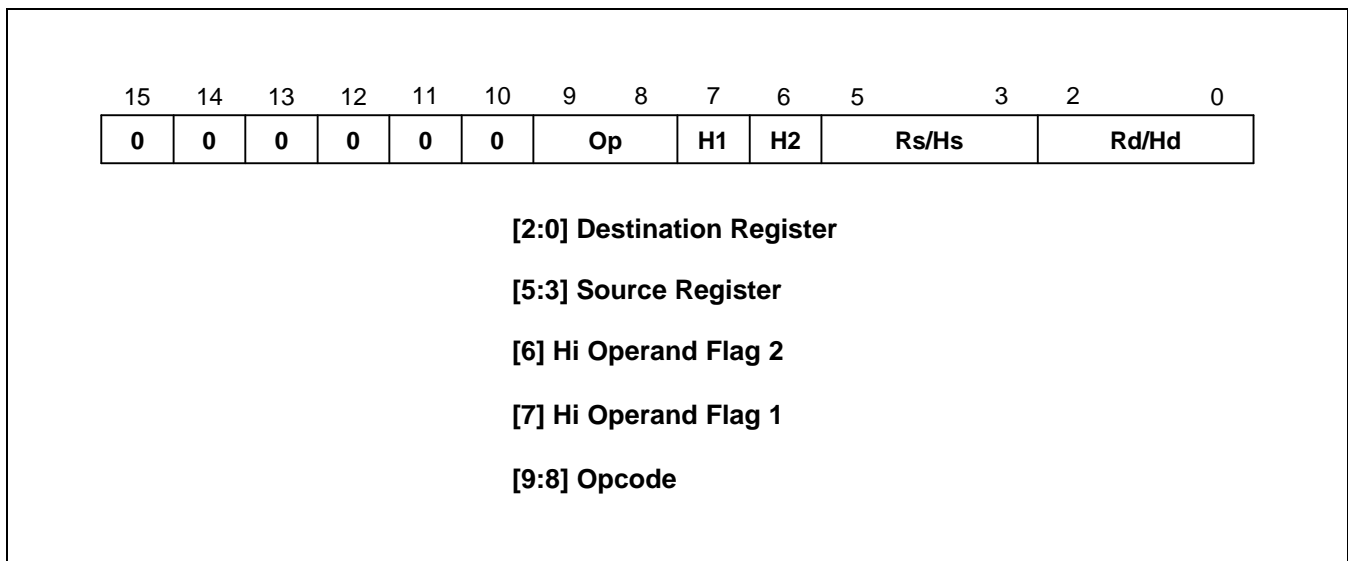 15 14 13 12 11 10 9 8 7 6 5 3 2 0
0 0 0 0 0 0 Op H1 H2 Rs/Hs Rd/Hd
[2:0] Destination Register
[5:3] Source Register
[6] Hi Operand Flag 2
[7] Hi Operand Flag 1
[9:8] Opcode